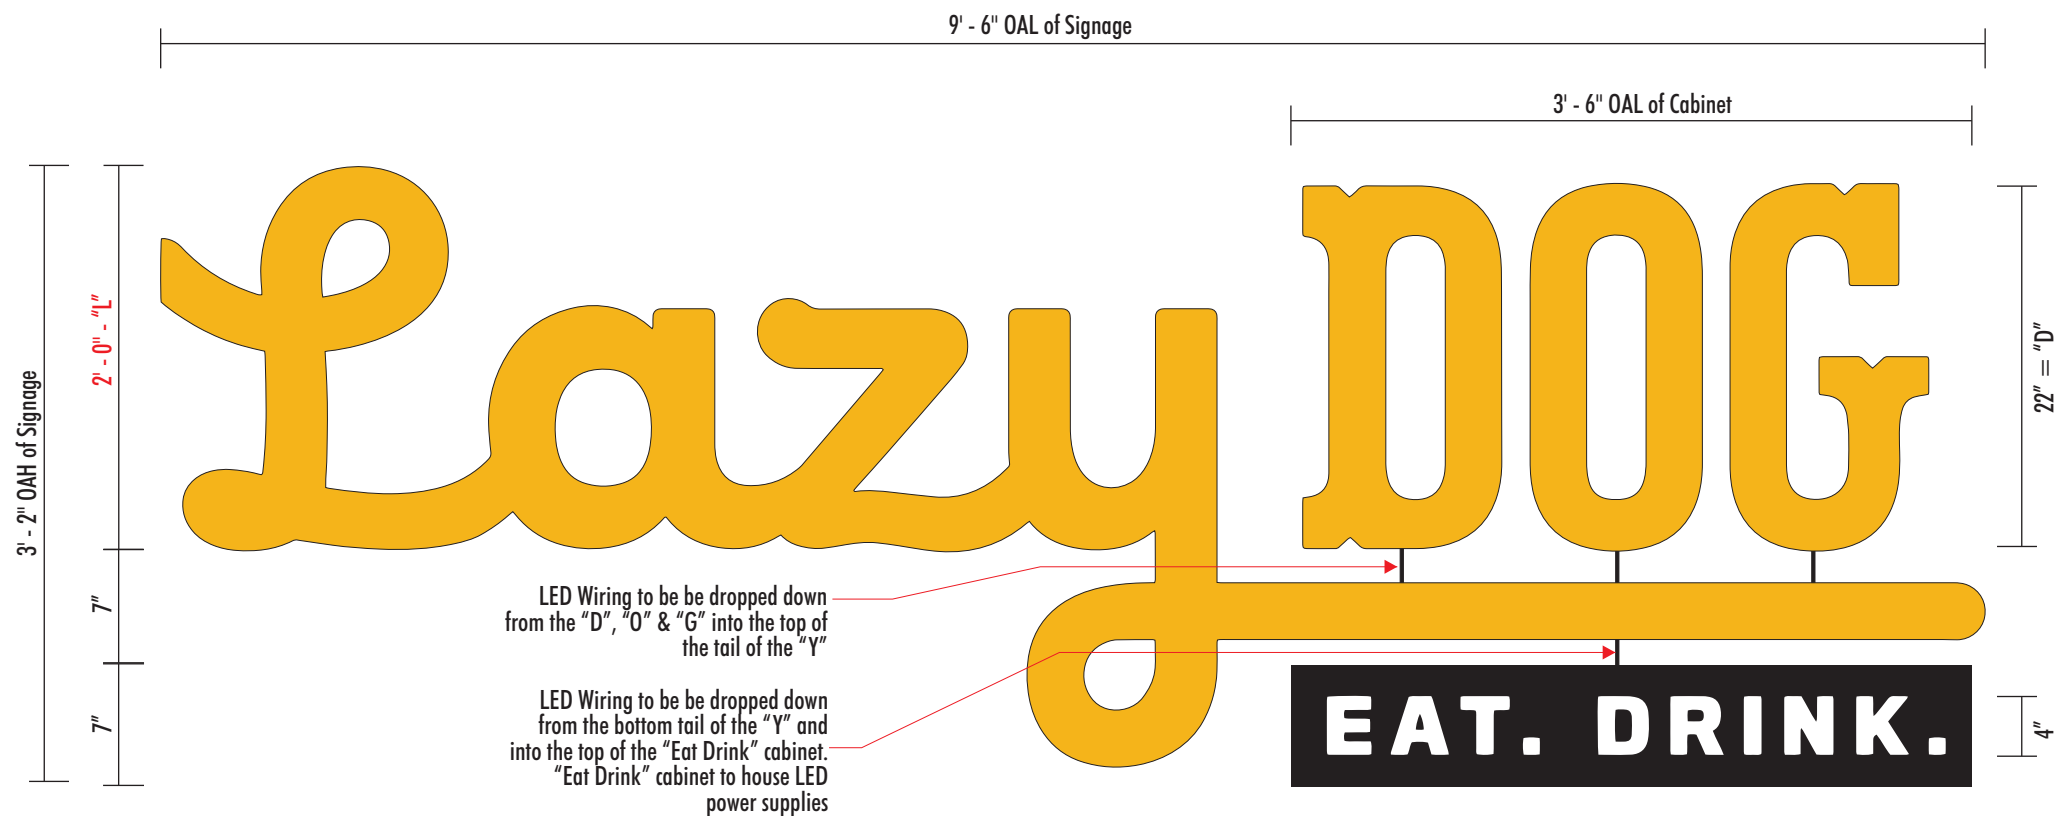 9' - 6" OAL of Signage
3' - 6" OAL of Cabinet
3' - 2" OAH of Signage
2' - 0" - “L”
7”
7”
Lazy DOG
22” = “D”
LED Wiring to be be dropped down
from the “D”, “O” & “G” into the top of
the tail of the “Y”
LED Wiring to be be dropped down
from the bottom tail of the “Y” and
into the top of the “Eat Drink” cabinet.
“Eat Drink” cabinet to house LED
power supplies
EAT. DRINK.
4”